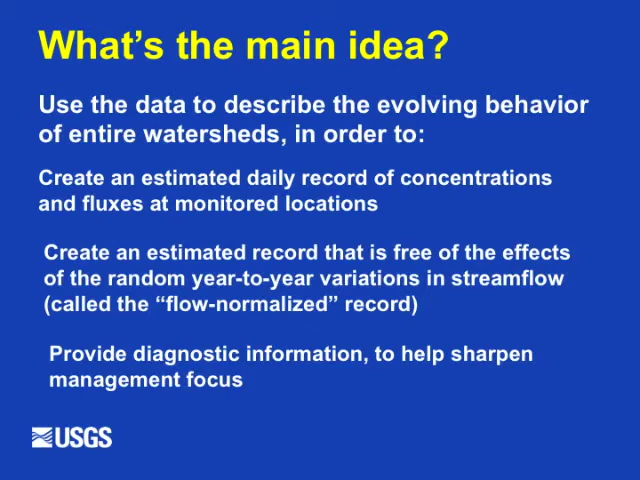 What’s the main idea?
Use the data to describe the evolving behavior
of entire watersheds, in order to:
Create an estimated daily record of concentrations
and fluxes at monitored locations
Create an estimated record that is free of the effects
of the random year-to-year variations in streamflow
(called the “flow-normalized” record)
Provide diagnostic information, to help sharpen
management focus
USGS